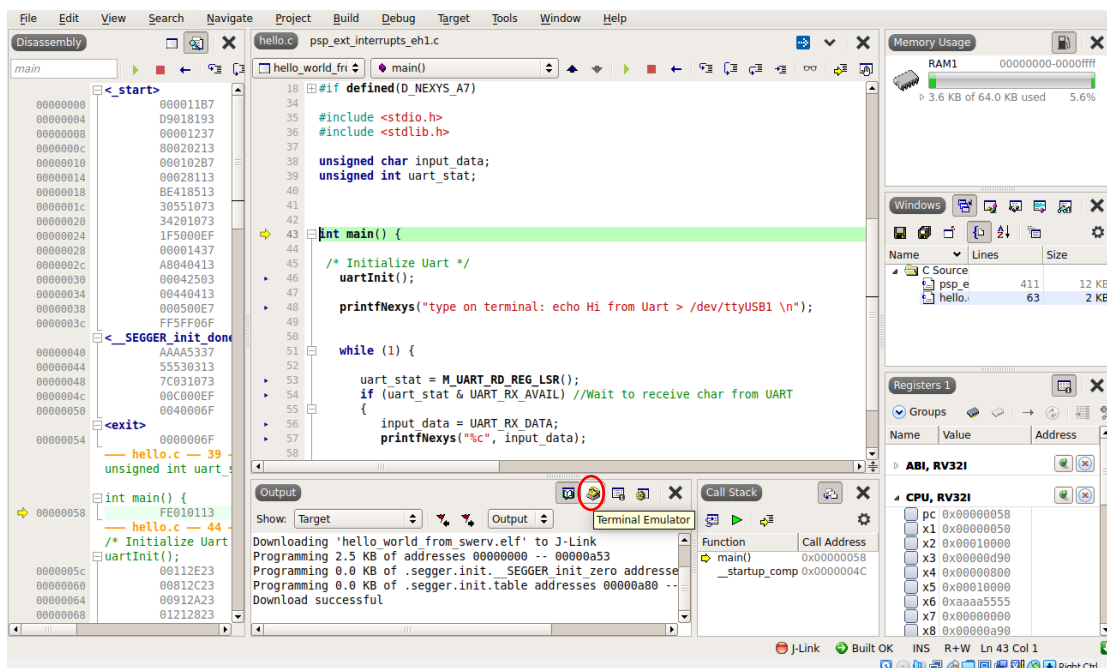 File Edit View Search Navigate Project Build Debug Target Tools Window Help
Disassembly
main
<_start>
00000000 000011B7
00000004 D9018193
00000008 00001237
0000000c 80020213
00000010 000102B7
00000014 00028113
00000018 BE418513
0000001c 30551073
00000020 34201073
00000024 1F5000EF
00000028 00001437
0000002c A8040413
00000030 00042503
00000034 00440413
00000038 000500E7
0000003c FF5FF06F
<__SEGGER_init_done
00000040 AAAA5337
00000044 55530313
00000048 7C031073
0000004c 00C000EF
00000050 0040006F
<exit>
00000054 0000006F
hello.c — 39
unsigned int uart_s
int main() {
00000058 FE010113
hello.c — 44
/* Initialize Uart
uartInit();
0000005c 00112E23
00000060 00812C23
00000064 00912A23
00000068 01212823
hello.c psp_ext_interrupts_eh1.c
hello_world_fr main()
18 #if defined(D_NEXYS_A7)
34
35 #include <stdio.h>
36 #include <stdlib.h>
37
38 unsigned char input_data;
39 unsigned int uart_stat;
40
41
42
43 int main() {
44
45 /* Initialize Uart */
46 uartInit();
47
48 printfNexys("type on terminal: echo Hi from Uart > /dev/ttyUSB1 \n");
49
50
51 while (1) {
52
53 uart_stat = M_UART_RD_REG_LSR();
54 if (uart_stat & UART_RX_AVAIL) //Wait to receive char from UART
55 {
56 input_data = UART_RX_DATA;
57 printfNexys("%c", input_data);
58
Output
Show: Target Output
Terminal Emulator
Downloading 'hello_world_from_swerv.elf' to J-Link
Programming 2.5 KB of addresses 00000000 -- 00000a53
Programming 0.0 KB of .segger.init.__SEGGER_init_zero addresse
Programming 0.0 KB of .segger.init.table addresses 00000a80 --
Download successful
Call Stack
Function Call Address
main() 0x00000058
__startup_comp 0x0000004C
Memory Usage
RAM1 00000000-0000ffff
3.6 KB of 64.0 KB used 5.6%
Windows
Name Lines Size
C Source
psp_e 411 12 KB
hello. 63 2 KB
Registers 1
Groups
Name Value Address
ABI, RV32I
CPU, RV32I
pc 0x00000058
x1 0x00000050
x2 0x00010000
x3 0x00000d90
x4 0x00000800
x5 0x00010000
x6 0xaaaa5555
x7 0x00000000
x8 0x00000a90
J-Link Built OK INS R+W Ln 43 Col 1
Right Ctrl